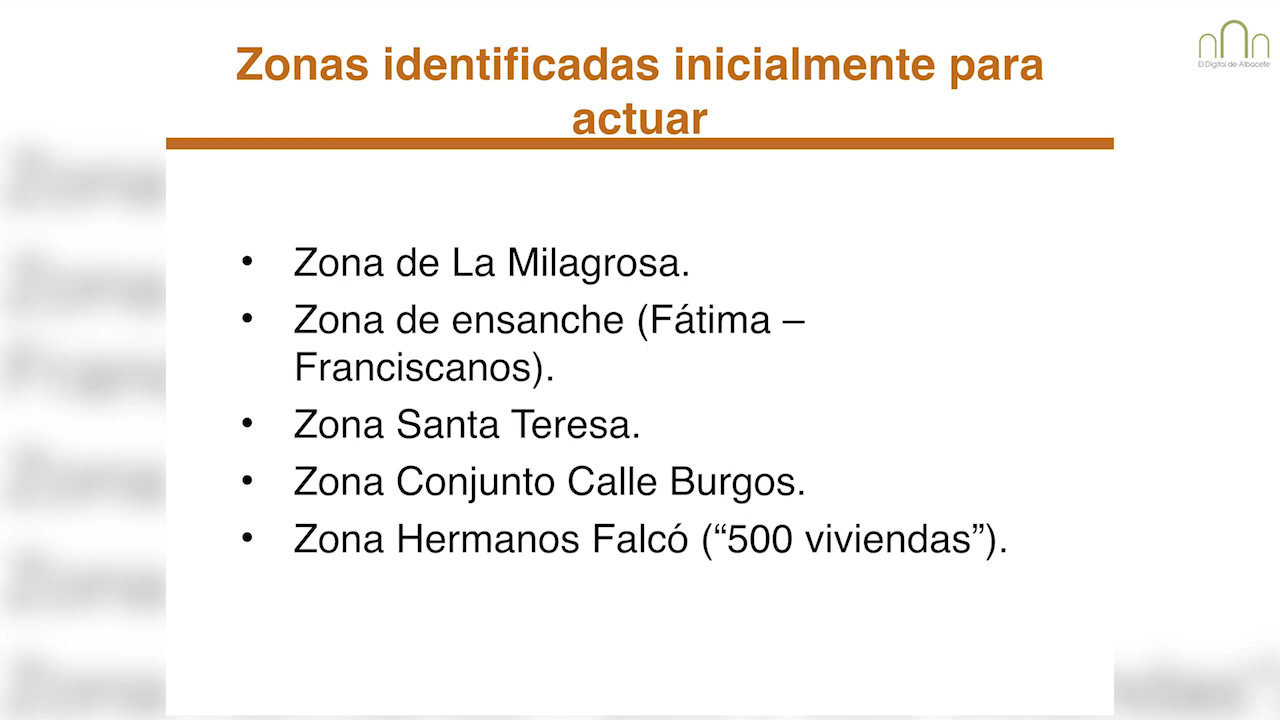 Zonas identificadas inicialmente para
actuar
El Digital de Albacete
• Zona de La Milagrosa.
• Zona de ensanche (Fátima –
Franciscanos).
• Zona Santa Teresa.
• Zona Conjunto Calle Burgos.
• Zona Hermanos Falcó (“500 viviendas”).